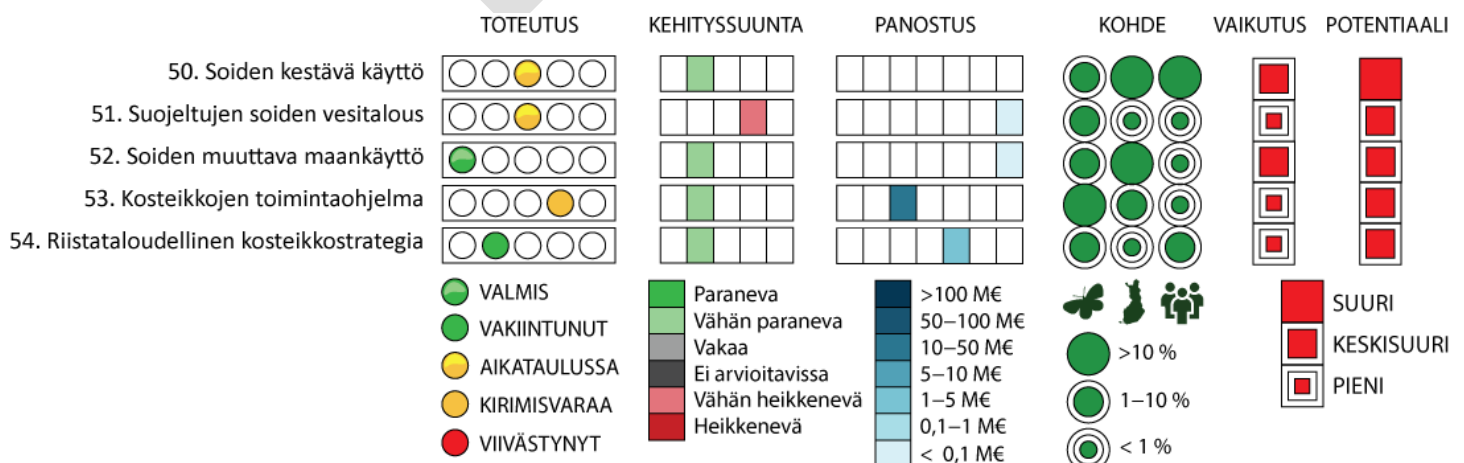 TOTEUTUS KEHITYSSUUNTA PANOSTUS KOHDE VAIKUTUS POTENTIAALI
50. Soiden kestävä käyttö
51. Suojeltujen soiden vesitalous
52. Soiden muuttava maankäyttö
53. Kosteikkojen toimintaohjelma
54. Riistataloudellinen kosteikkostrategia
VALMIS
VAKIINTUNUT
AIKATAULUSSA
KIRIMISVARAA
VIIVÄSTYNYT
Paraneva
Vähän paraneva
Vakaa
Ei arvioitavissa
Vähän heikkenevä
Heikkenevä
>100 M€
50–100 M€
10–50 M€
5–10 M€
1–5 M€
0,1–1 M€
< 0,1 M€
>10 %
1–10 %
< 1 %
SUURI
KESKISUURI
PIENI